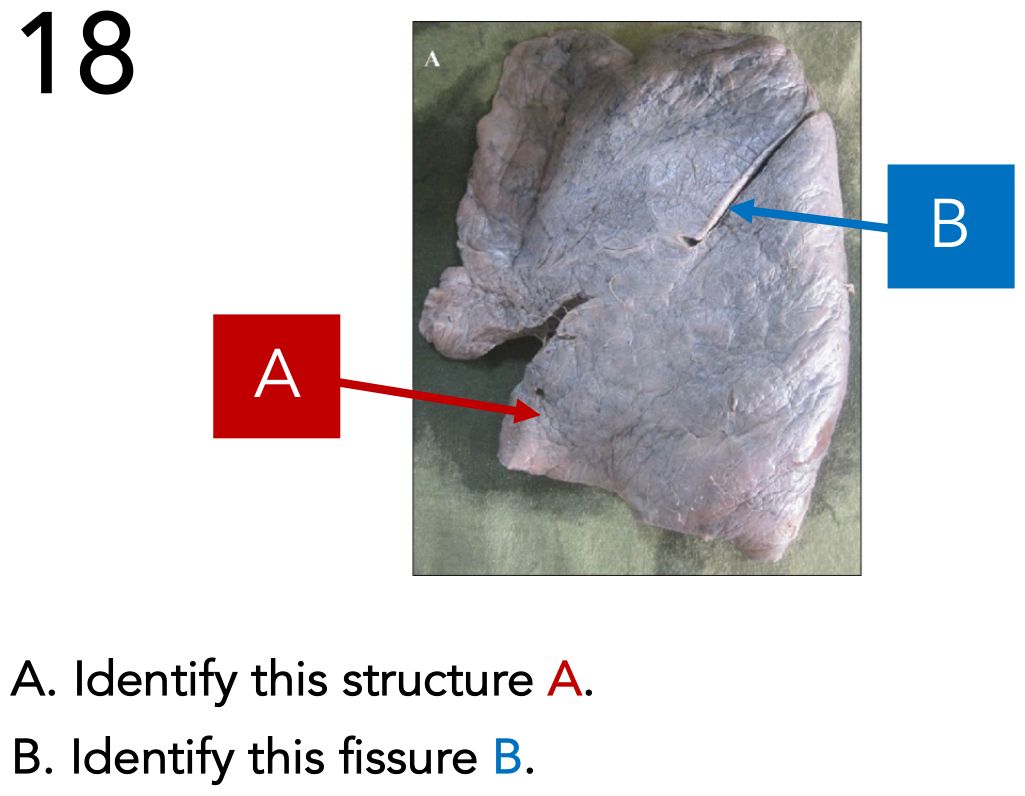 18
A
B
A
A. Identify this structure A.
B. Identify this fissure B.